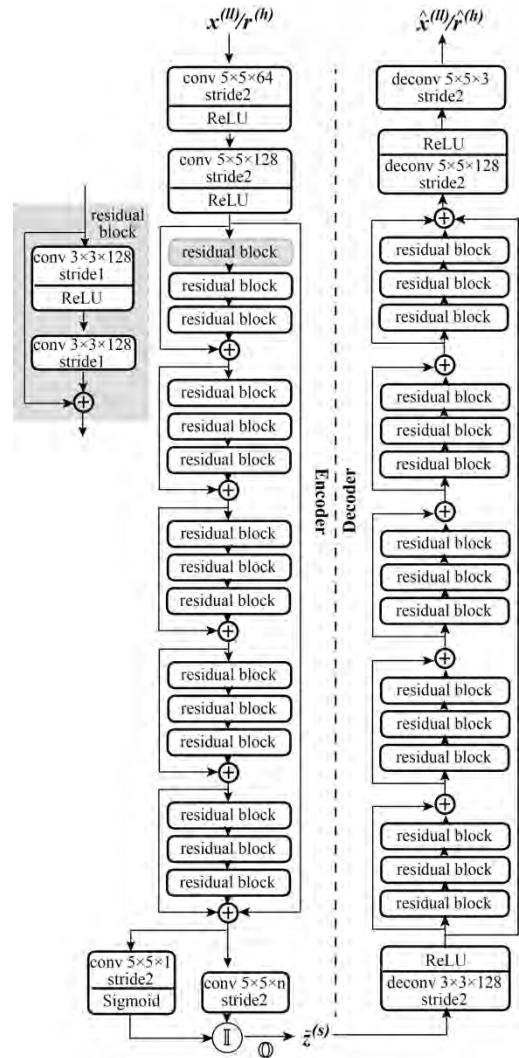 x^(ll)/r^(h)
conv 5×5×64
stride2
ReLU
conv 5×5×128
stride2
ReLU
residual block
residual block
residual block
+
residual block
residual block
residual block
+
residual block
residual block
residual block
+
residual block
residual block
residual block
+
residual block
residual block
residual block
+
conv 5×5×1
stride2
Sigmoid
conv 5×5×n
stride2
𝕀
ℚ
z̄^(s)
residual
block
conv 3×3×128
stride1
ReLU
conv 3×3×128
stride1
+
Encoder
Decoder
x̂^(ll)/r̂^(h)
deconv 5×5×3
stride2
ReLU
deconv 5×5×128
stride2
+
residual block
residual block
residual block
+
residual block
residual block
residual block
+
residual block
residual block
residual block
+
residual block
residual block
residual block
+
residual block
residual block
residual block
ReLU
deconv 3×3×128
stride2